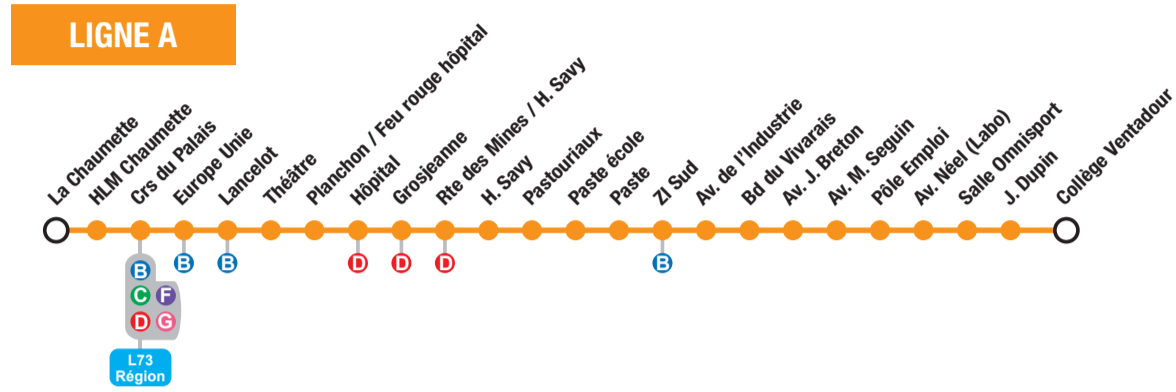 LIGNE A
La Chaumette
HLM Chaumette
Crs du Palais
Europe Unie
Lancelot
Théâtre
Planchon / Feu rouge hôpital
Hôpital
Grosjeanne
Rte des Mines / H. Savy
H. Savy
Pastouriaux
Paste école
Paste
ZI Sud
Av. de l'Industrie
Bd du Vivarais
Av. J. Breton
Av. M. Seguin
Pôle Emploi
Av. Néel (Labo)
Salle Omnisport
J. Dupin
Collège Ventadour
B B B D D D B
C F
D G
L73
Région